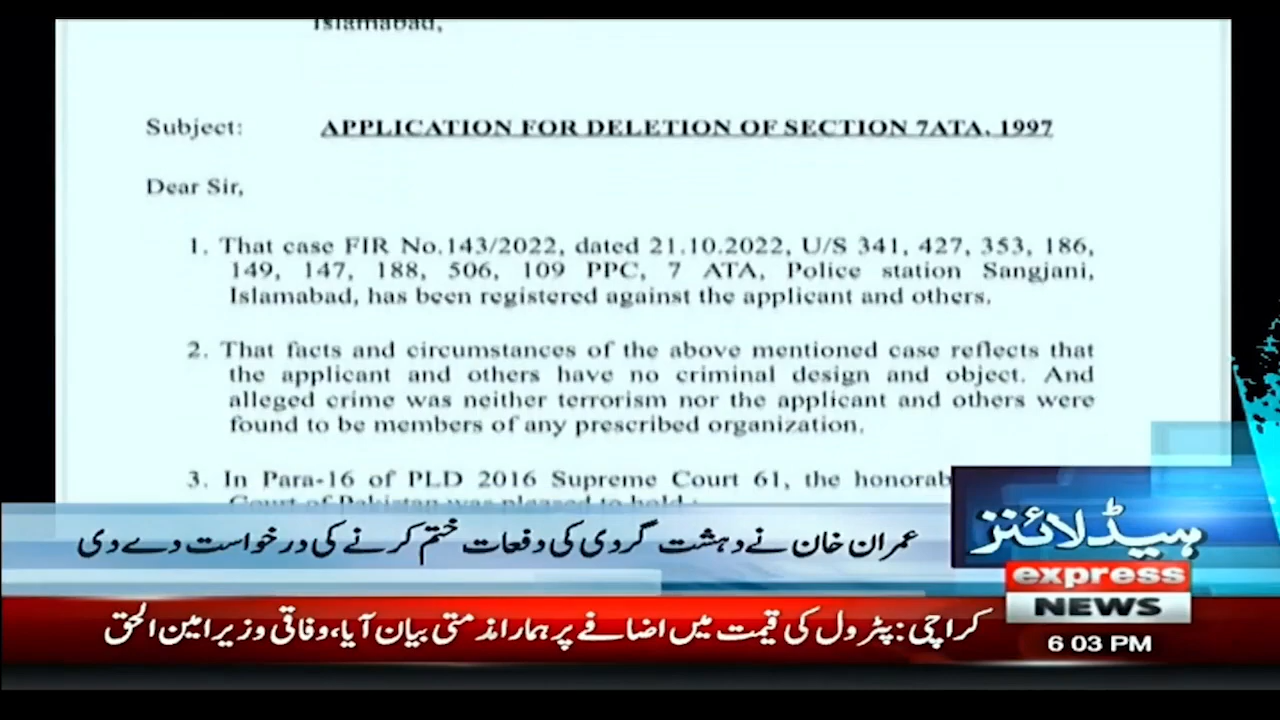 Islamabad,
Subject: APPLICATION FOR DELETION OF SECTION 7ATA, 1997
Dear Sir,
1. That case FIR No.143/2022, dated 21.10.2022, U/S 341, 427, 353, 186,
149, 147, 188, 506, 109 PPC, 7 ATA, Police station Sangjani,
Islamabad, has been registered against the applicant and others.
2. That facts and circumstances of the above mentioned case reflects that
the applicant and others have no criminal design and object. And
alleged crime was neither terrorism nor the applicant and others were
found to be members of any prescribed organization.
3. In Para-16 of PLD 2016 Supreme Court 61, the honorab
Court of Pakistan was pleased to hold :
ہیڈلائنز
عمران خان نے دہشت گردی کی دفعات ختم کرنے کی درخواست دے دی
express
NEWS
کراچی: پٹرول کی قیمت میں اضافے پر ہمارا مذمتی بیان آیا، وفاقی وزیر امین الحق
6:03 PM